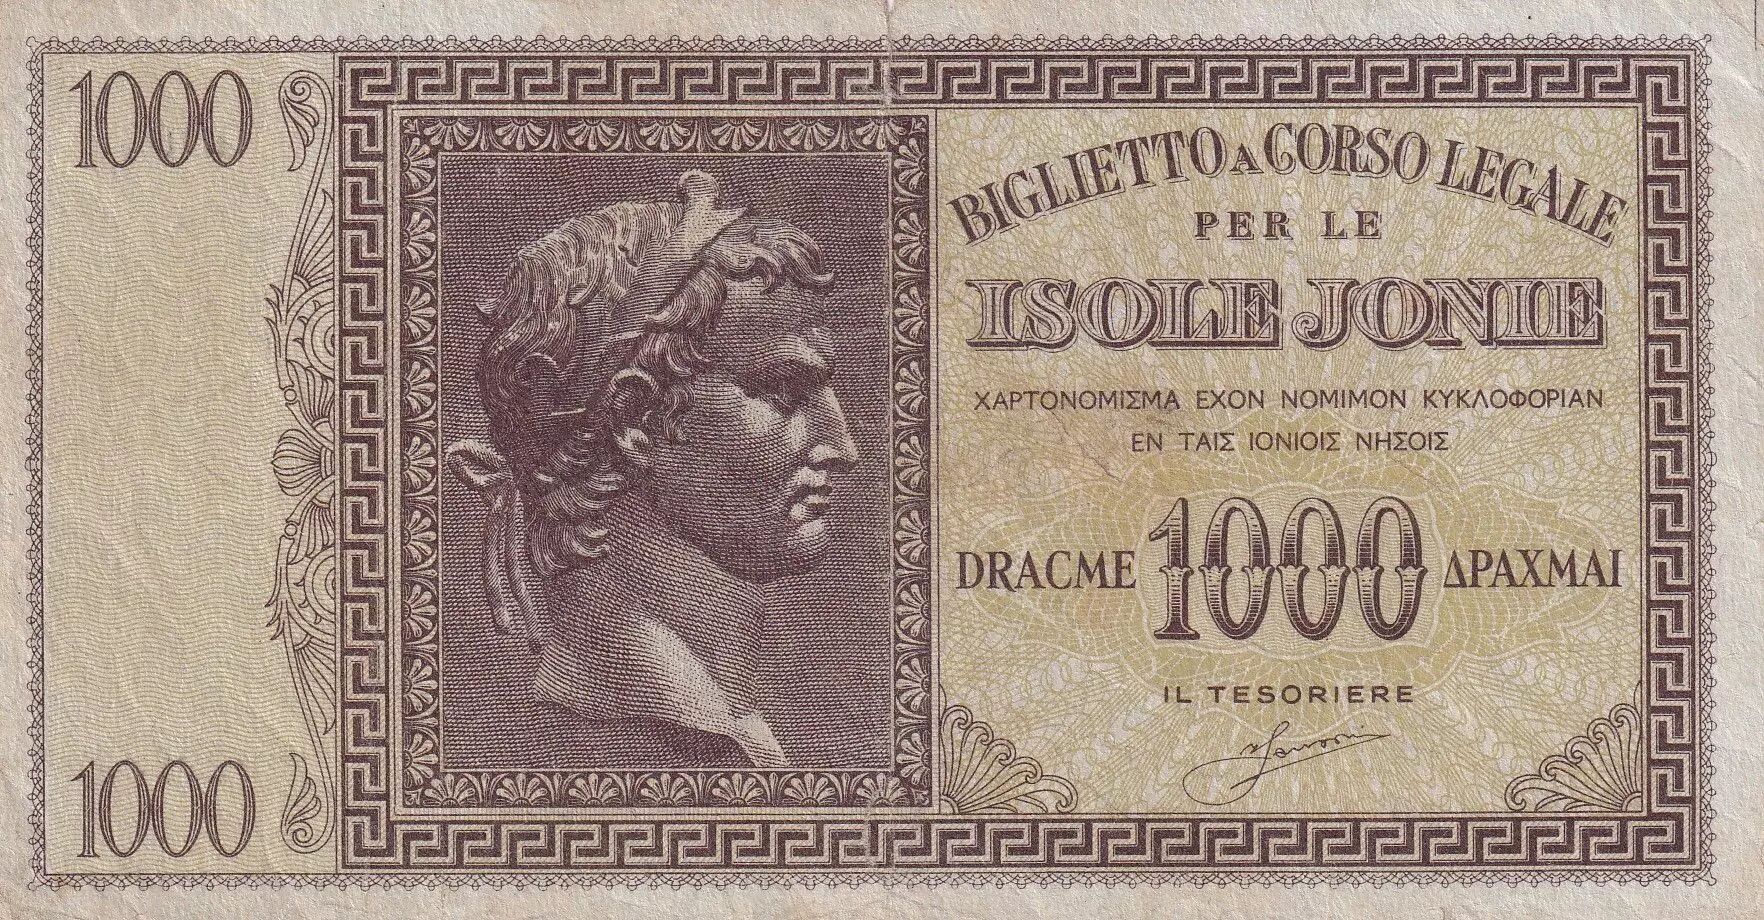 1000
BIGLIETTO A CORSO LEGALE
PER LE
ISOLE JONIE
ΧΑΡΤΟΝΟΜΙΣΜΑ ΕΧΟΝ ΝΟΜΙΜΟΝ ΚΥΚΛΟΦΟΡΙΑΝ
ΕΝ ΤΑΙΣ ΙΟΝΙΟΙΣ ΝΗΣΟΙΣ
DRACME 1000 ΔΡΑΧΜΑΙ
IL TESORIERE
1000